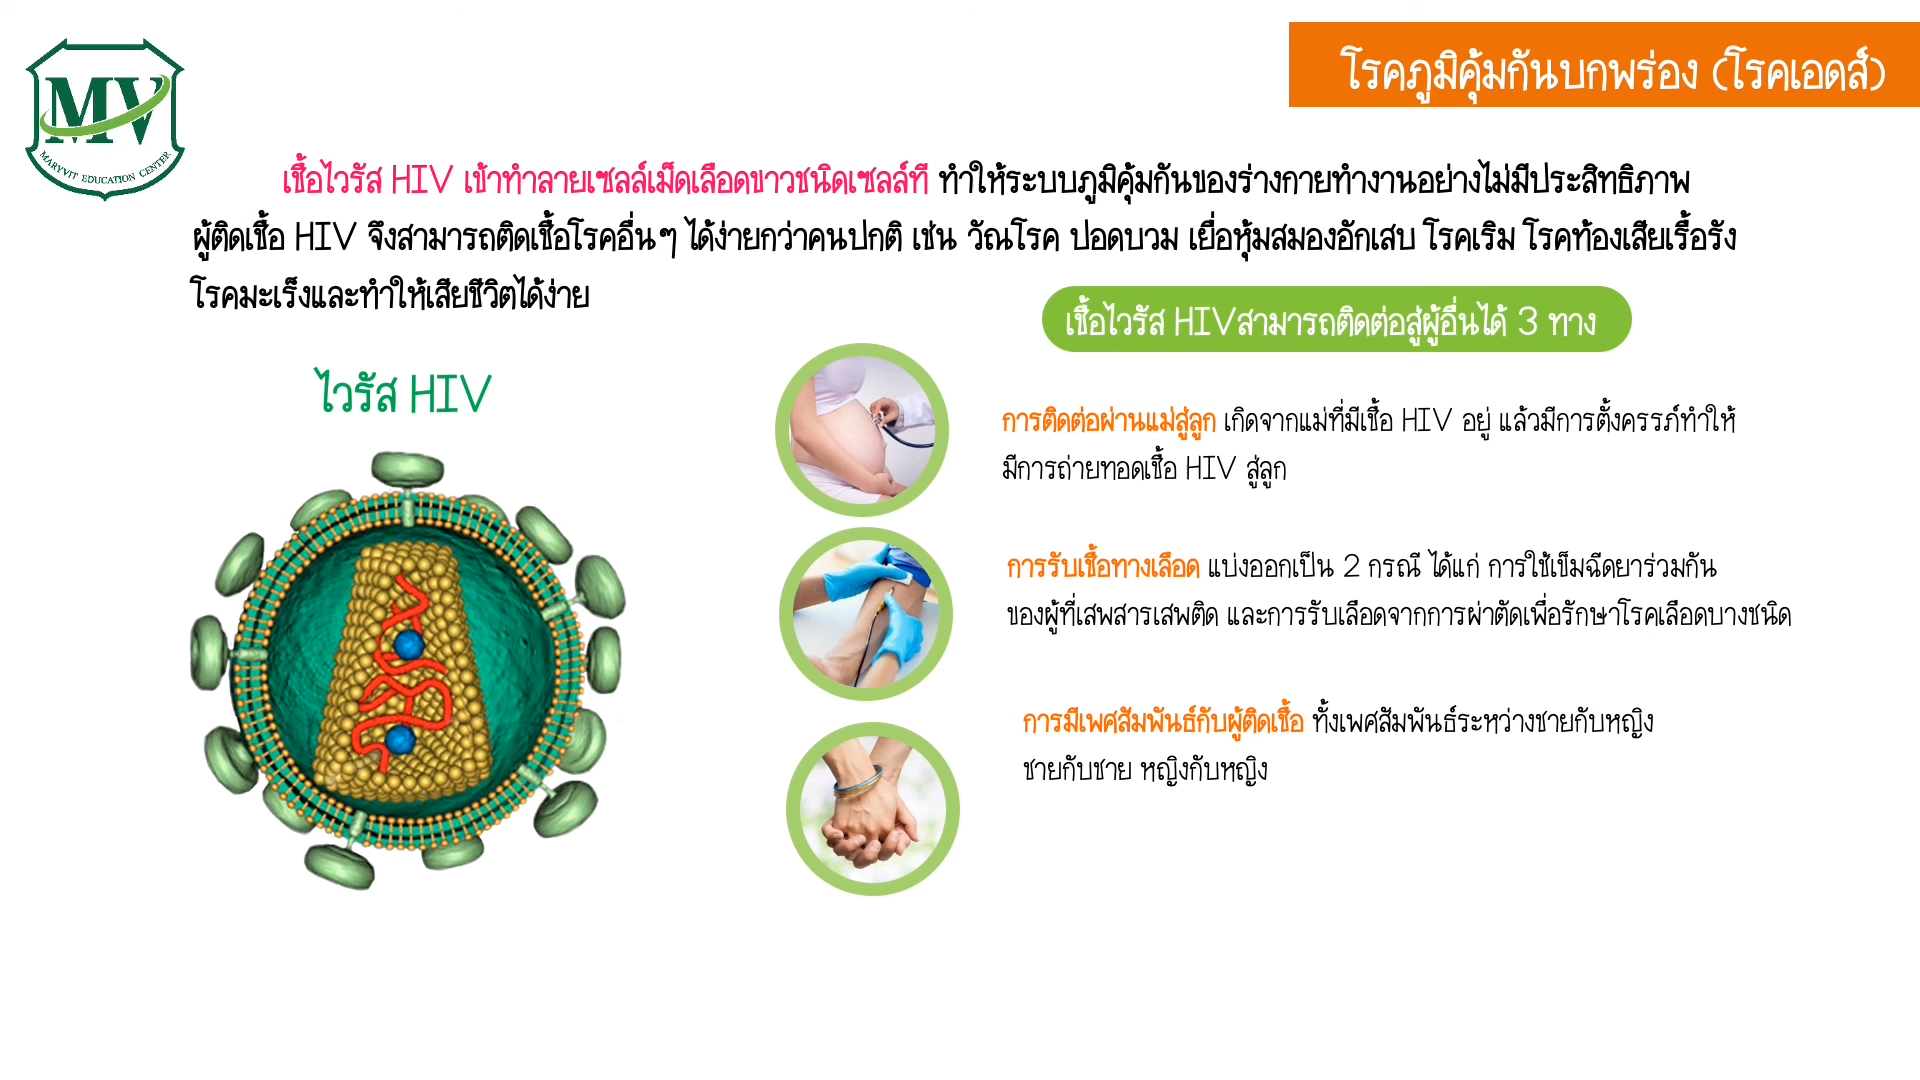 MV
MARYVIT EDUCATION CENTER
โรคภูมิคุ้มกันบกพร่อง (โรคเอดส์)
เชื้อไวรัส HIV เข้าทำลายเซลล์เม็ดเลือดขาวชนิดเซลล์ที ทำให้ระบบภูมิคุ้มกันของร่างกายทำงานอย่างไม่มีประสิทธิภาพ
ผู้ติดเชื้อ HIV จึงสามารถติดเชื้อโรคอื่นๆ ได้ง่ายกว่าคนปกติ เช่น วัณโรค ปอดบวม เยื่อหุ้มสมองอักเสบ โรคเริม โรคท้องเสียเรื้อรัง
โรคมะเร็งและทำให้เสียชีวิตได้ง่าย
เชื้อไวรัส HIVสามารถติดต่อสู่ผู้อื่นได้ 3 ทาง
ไวรัส HIV
การติดต่อผ่านแม่สู่ลูก เกิดจากแม่ที่มีเชื้อ HIV อยู่ แล้วมีการตั้งครรภ์ทำให้
มีการถ่ายทอดเชื้อ HIV สู่ลูก
การรับเชื้อทางเลือด แบ่งออกเป็น 2 กรณี ได้แก่ การใช้เข็มฉีดยาร่วมกัน
ของผู้ที่เสพสารเสพติด และการรับเลือดจากการผ่าตัดเพื่อรักษาโรคเลือดบางชนิด
การมีเพศสัมพันธ์กับผู้ติดเชื้อ ทั้งเพศสัมพันธ์ระหว่างชายกับหญิง
ชายกับชาย หญิงกับหญิง